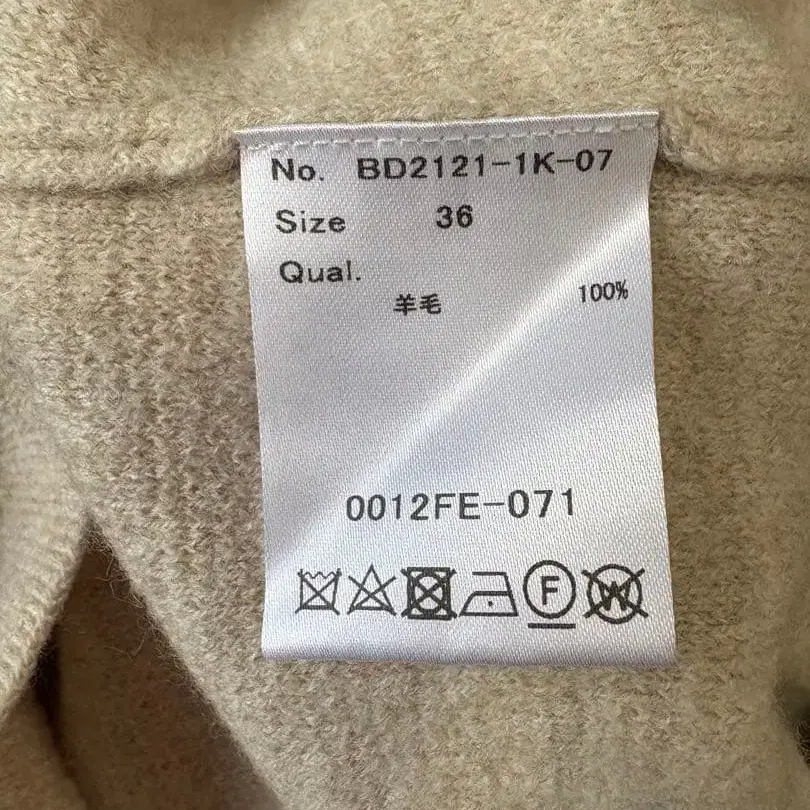 No. BD2121-1K-07
Size 36
Qual.
羊毛 100%
0012FE-071
F W